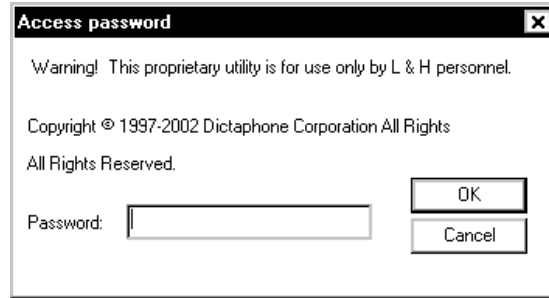 Access password
Warning! This proprietary utility is for use only by L & H personnel.
Copyright © 1997-2002 Dictaphone Corporation All Rights
All Rights Reserved.
Password:
OK
Cancel